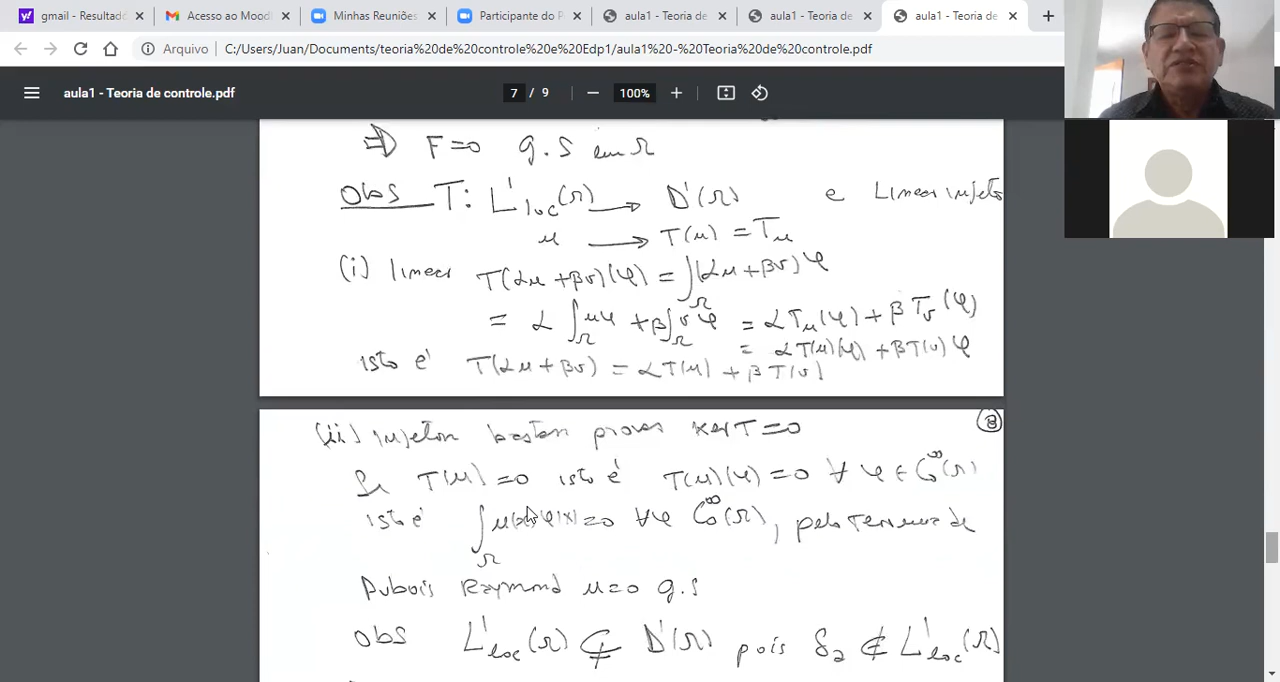 gmail - Resultad
Acesso ao Mood
Minhas Reuniões
Participante do P
aula1 - Teoria de
aula1 - Teoria de
aula1 - Teoria de
Arquivo C:/Users/Juan/Documents/teoria%20de%20controle%20e%20Edp1/aula1%20-%20Teoria%20de%20controle.pdf
aula1 - Teoria de controle.pdf 7 / 9 100%
⇒ F=0 q.s em Ω
Obs T: L¹loc(Ω) → D'(Ω) e Linear injetor
u → T(u) = Tu
(i) linear T(αu+βv)(φ) = ∫Ω(αu+βv)φ
= α ∫Ω uφ + β∫Ω vφ = αTu(φ) + βTv(φ)
= αT(u)(φ) + βT(v)φ
isto é T(αu+βv) = αT(u) + βT(v)
(ii) injetor bastan provar KerT=0
Se T(u)=0 isto é T(u)(φ)=0 ∀ φ ∈ C₀^∞(Ω)
isto é ∫Ω u(x)φ(x)=0 ∀φ C₀^∞(Ω), pelo de
Dubois Raymond u=0 q.s
Obs L¹loc(Ω) ⊊ D'(Ω) pois ∉ L¹loc(Ω)